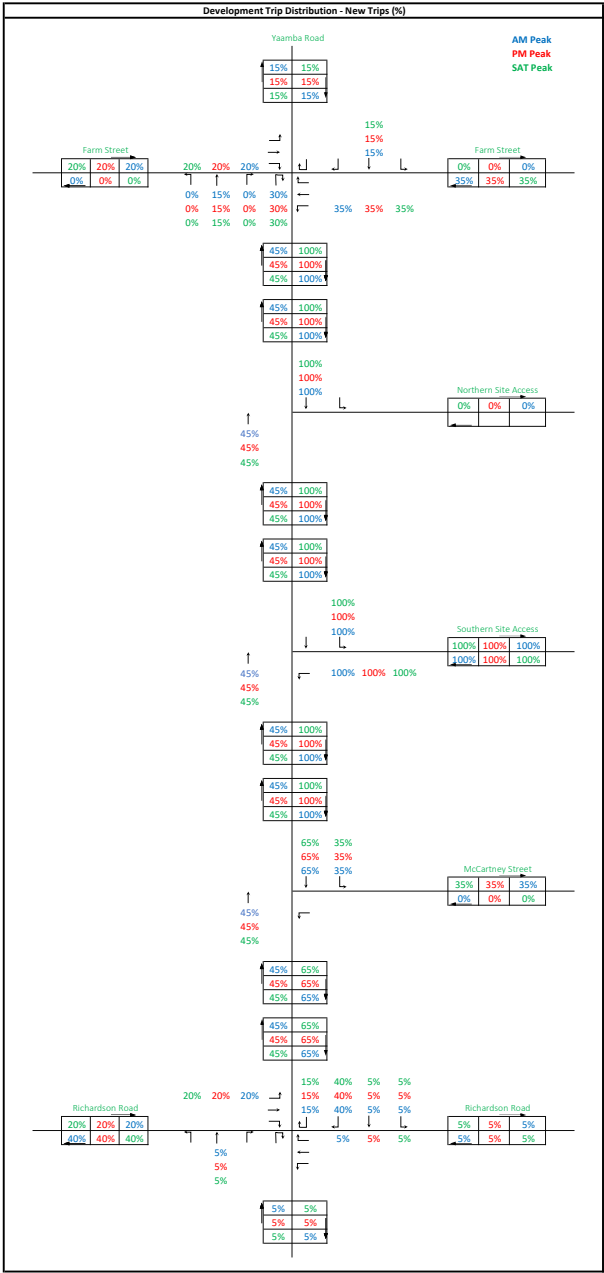 Development Trip Distribution - New Trips (%)
Yaamba Road
AM Peak
PM Peak
SAT Peak
15% 15%
15% 15%
15% 15%
15%
15%
15%
Farm Street
Farm Street
20% 20% 20%
20% 20% 20%
0% 0% 0%
0% 0% 0%
35% 35% 35%
0% 15% 0% 30%
0% 15% 0% 30%
0% 15% 0% 30%
35% 35% 35%
45% 100%
45% 100%
45% 100%
45% 100%
45% 100%
45% 100%
100%
100%
100%
Northern Site Access
0% 0% 0%
45%
45%
45%
45% 100%
45% 100%
45% 100%
45% 100%
45% 100%
45% 100%
100%
100%
100%
Southern Site Access
100% 100% 100%
100% 100% 100%
45%
45%
45%
100% 100% 100%
45% 100%
45% 100%
45% 100%
45% 100%
45% 100%
45% 100%
65% 35%
65% 35%
65% 35%
McCartney Street
35% 35% 35%
0% 0% 0%
45%
45%
45%
45% 65%
45% 65%
45% 65%
45% 65%
45% 65%
45% 65%
15% 40% 5% 5%
15% 40% 5% 5%
15% 40% 5% 5%
20% 20% 20%
Richardson Road
Richardson Road
20% 20% 20%
40% 40% 40%
5% 5% 5%
5% 5% 5%
5% 5% 5%
5%
5%
5%
5% 5%
5% 5%
5% 5%